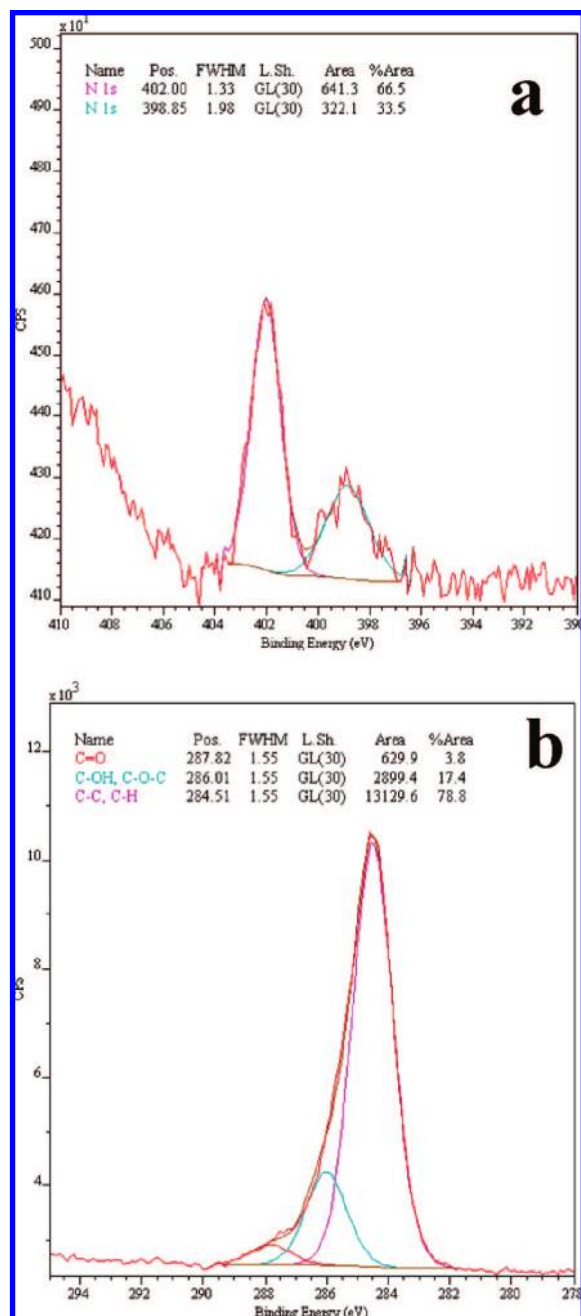 x 10¹
a
Name Pos. FWHM L.Sh. Area %Area
N 1s 402.00 1.33 GL(30) 641.3 66.5
N 1s 398.85 1.98 GL(30) 322.1 33.5
500
490
480
470
460
450
440
430
420
410
CPS
410 408 406 404 402 400 398 396 394 392 390
Binding Energy (eV)
x 10³
b
Name Pos. FWHM L.Sh. Area %Area
C=O 287.82 1.55 GL(30) 629.9 3.8
C-OH, C-O-C 286.01 1.55 GL(30) 2899.4 17.4
C-C, C-H 284.51 1.55 GL(30) 13129.6 78.8
12
10
8
6
4
CPS
294 292 290 288 286 284 282 280 278
Binding Energy (eV)